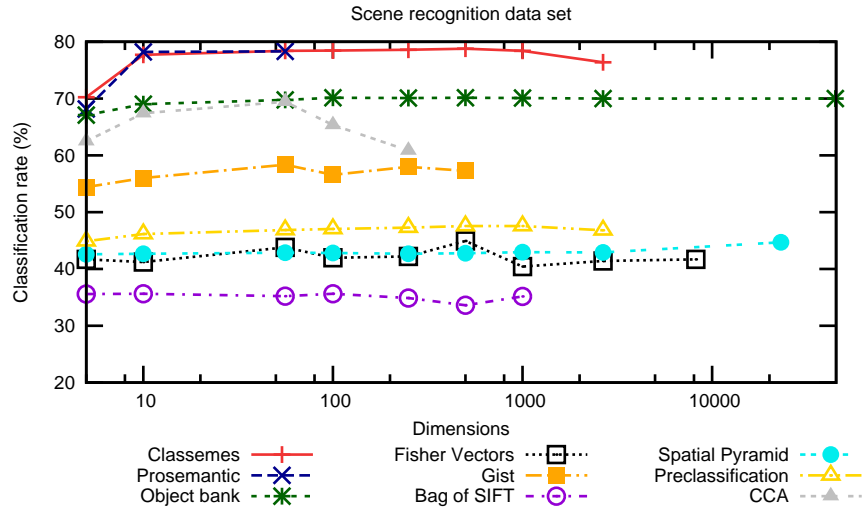 Scene recognition data set
Classification rate (%)
80
70
60
50
40
30
20
10 100 1000 10000
Dimensions
Classemes Fisher Vectors Spatial Pyramid
Prosemantic Gist Preclassification
Object bank Bag of SIFT CCA